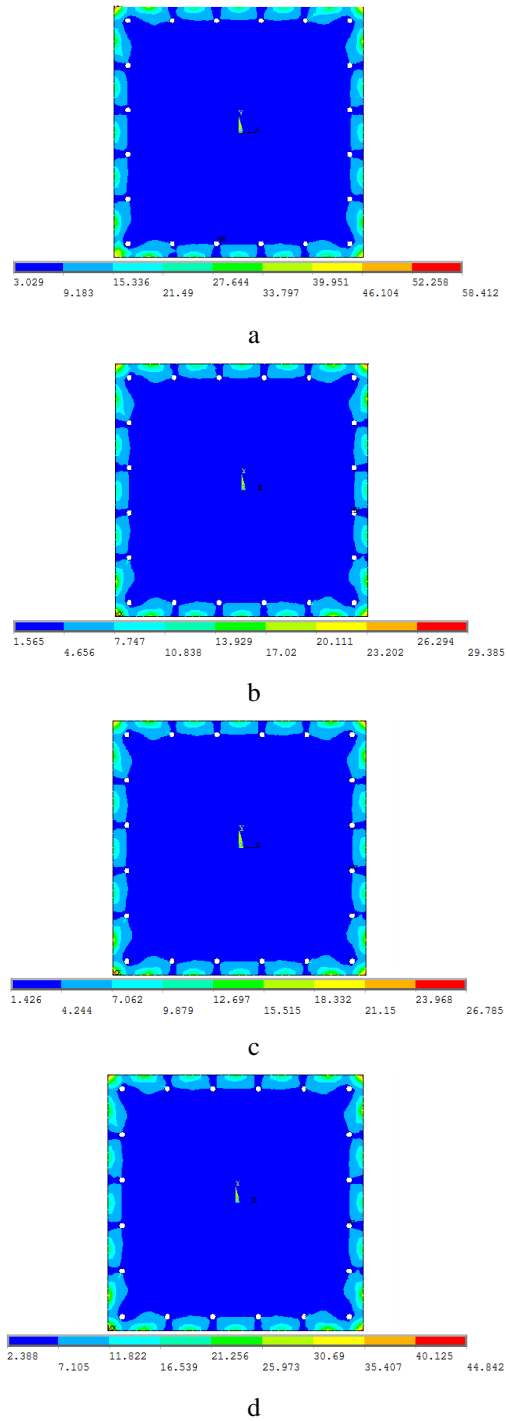 Y
3.029 15.336 27.644 39.951 52.258
9.183 21.49 33.797 46.104 58.412
a
Y
X
1.565 7.747 13.929 20.111 26.294
4.656 10.838 17.02 23.202 29.385
b
Y
X
1.426 7.062 12.697 18.332 23.968
4.244 9.879 15.515 21.15 26.785
c
Y
2.388 11.822 21.256 30.69 40.125
7.105 16.539 25.973 35.407 44.842
d